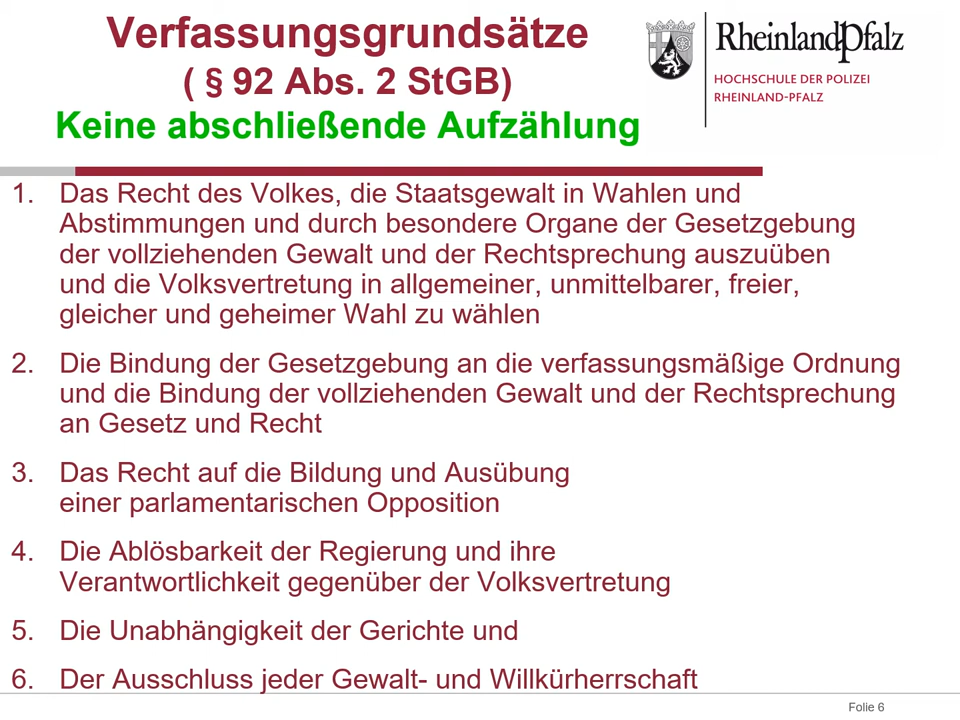 Verfassungsgrundsätze
( § 92 Abs. 2 StGB)
Keine abschließende Aufzählung
RheinlandPfalz
HOCHSCHULE DER POLIZEI
RHEINLAND-PFALZ
1. Das Recht des Volkes, die Staatsgewalt in Wahlen und
Abstimmungen und durch besondere Organe der Gesetzgebung
der vollziehenden Gewalt und der Rechtsprechung auszuüben
und die Volksvertretung in allgemeiner, unmittelbarer, freier,
gleicher und geheimer Wahl zu wählen
2. Die Bindung der Gesetzgebung an die verfassungsmäßige Ordnung
und die Bindung der vollziehenden Gewalt und der Rechtsprechung
an Gesetz und Recht
3. Das Recht auf die Bildung und Ausübung
einer parlamentarischen Opposition
4. Die Ablösbarkeit der Regierung und ihre
Verantwortlichkeit gegenüber der Volksvertretung
5. Die Unabhängigkeit der Gerichte und
6. Der Ausschluss jeder Gewalt- und Willkürherrschaft
Folie 6